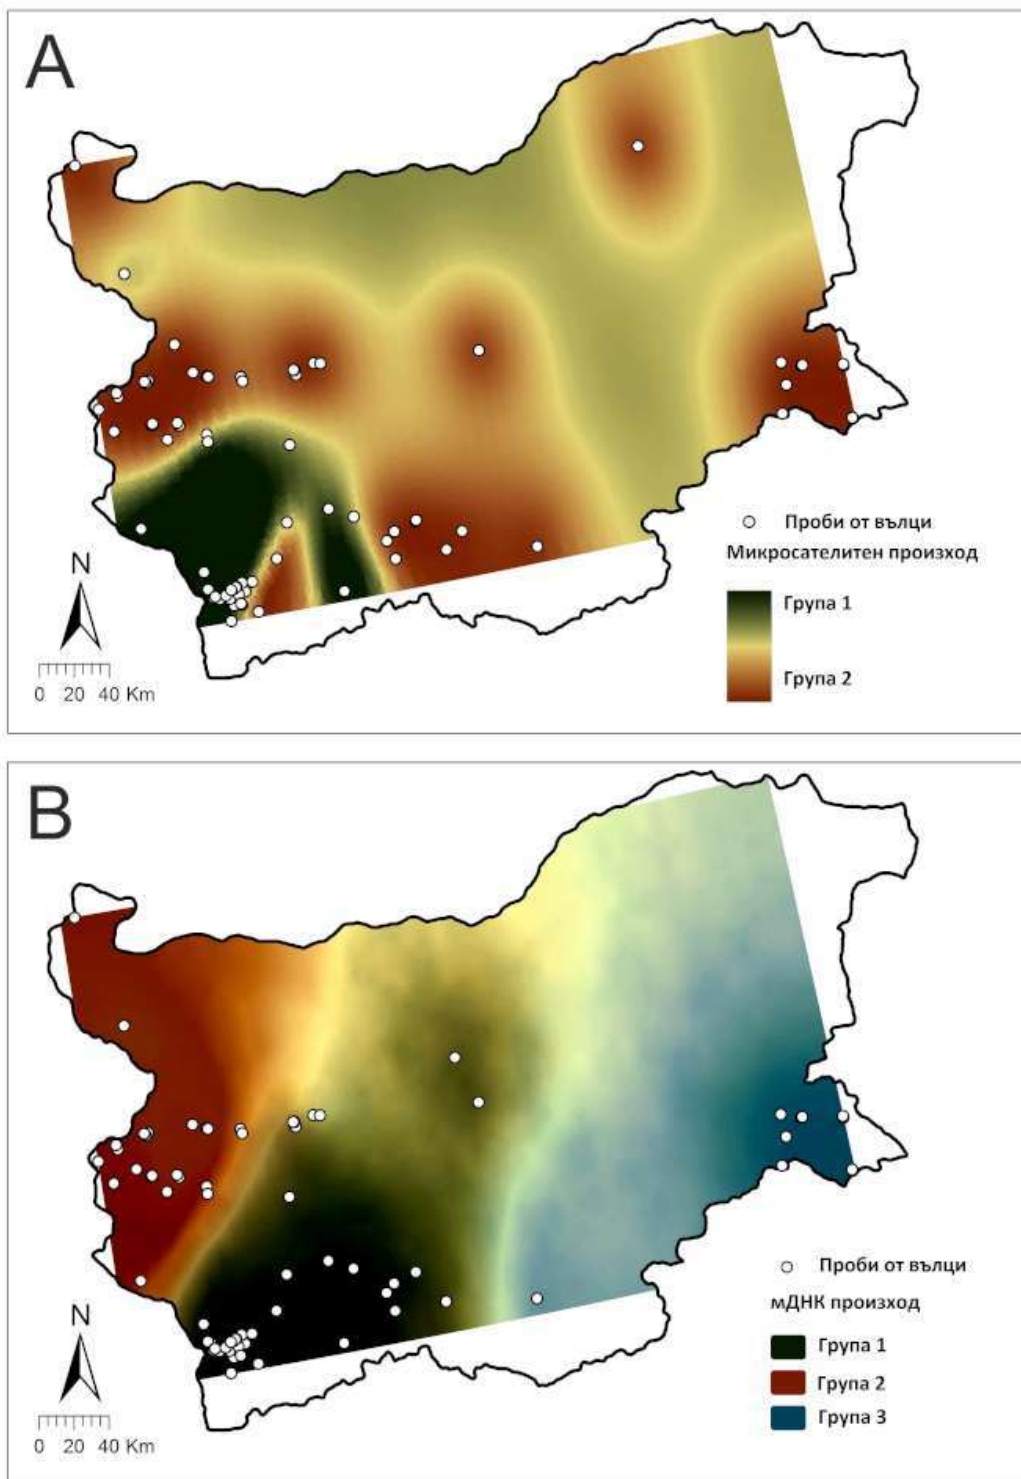 A
Проби от вълци
Микросателитен произход
Група 1
Група 2
N
0 20 40 Km
B
Проби от вълци
мДНК произход
Група 1
Група 2
Група 3
N
0 20 40 Km